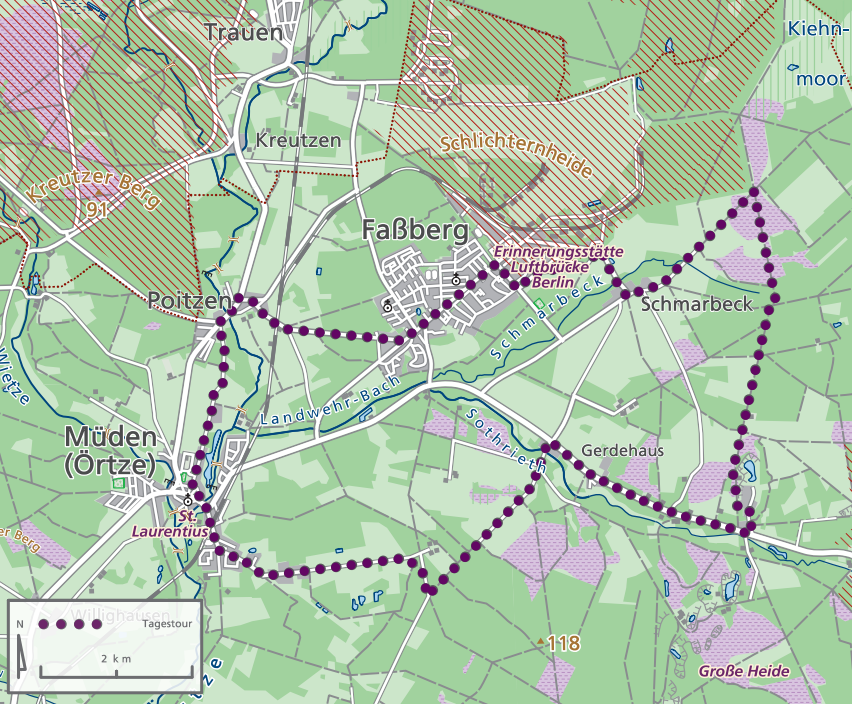 Trauen
Kiehn-
moor
Kreutzen
Schlichternheide
Kreutzer Berg
91
Faßberg
Erinnerungsstätte
Luftbrücke
Berlin
Poitzen
Schmarbeck
Schmarbeck
Wietze
Landwehr-Bach
Sothrieth
Müden
(Örtze)
Gerdehaus
St.
Laurentius
er Berg
Willighausen
N
Tagestour
2 km
118
Große Heide